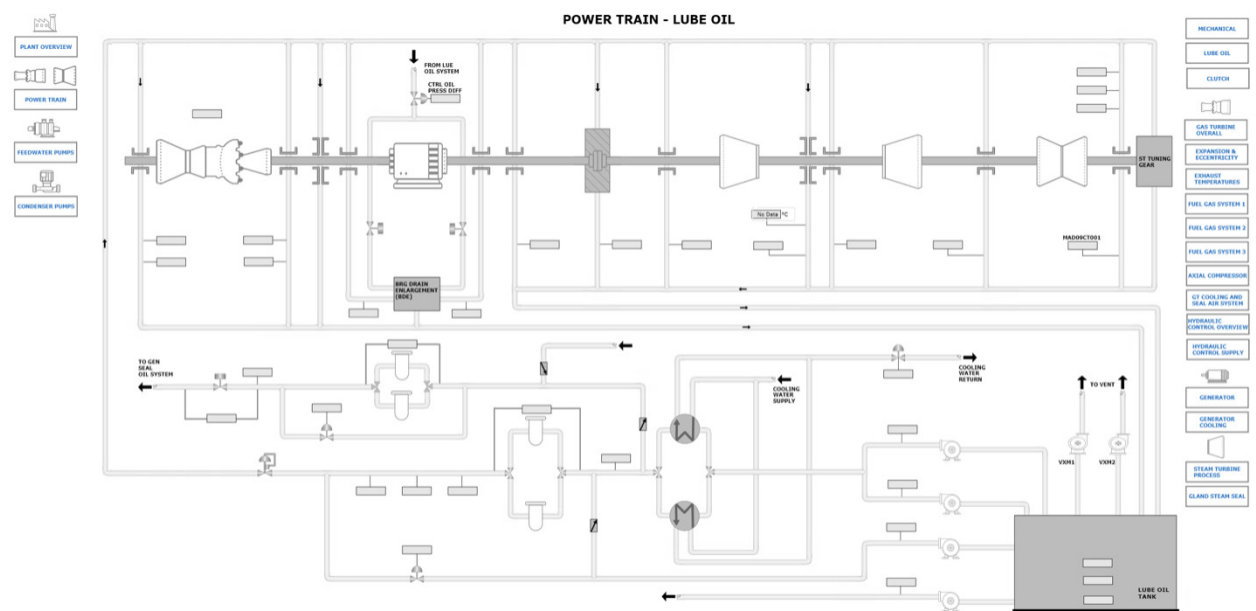 POWER TRAIN - LUBE OIL
PLANT OVERVIEW
POWER TRAIN
FEEDWATER PUMPS
CONDENSER PUMPS
FROM LUE
OIL SYSTEM
CTRL OIL
PRESS DIFF
ST TUNING
GEAR
No Data °C
MAD09CT001
BRG DRAIN
ENLARGEMENT
[BDE]
TO GEN
SEAL
OIL SYSTEM
COOLING
WATER
SUPPLY
COOLING
WATER
RETURN
TO VENT
VXM1
VXM2
LUBE OIL
TANK
MECHANICAL
LUBE OIL
CLUTCH
GAS TURBINE
OVERALL
EXPANSION &
ECCENTRICITY
EXHAUST
TEMPERATURES
FUEL GAS SYSTEM 1
FUEL GAS SYSTEM 2
FUEL GAS SYSTEM 3
AXIAL COMPRESSOR
GT COOLING AND
SEAL AIR SYSTEM
HYDRAULIC
CONTROL OVERVIEW
HYDRAULIC
CONTROL SUPPLY
GENERATOR
GENERATOR
COOLING
STEAM TURBINE
PROCESS
GLAND STEAM SEAL